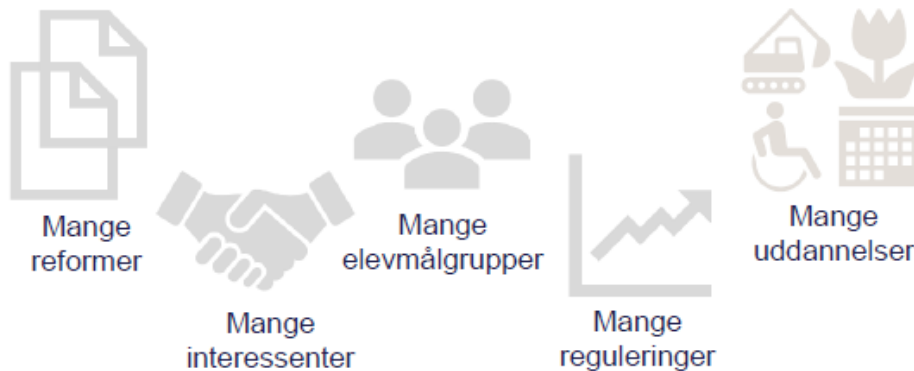 Mange
reformer
Mange
interessenter
Mange
elevmålgrupper
Mange
reguleringer
Mange
uddannelser